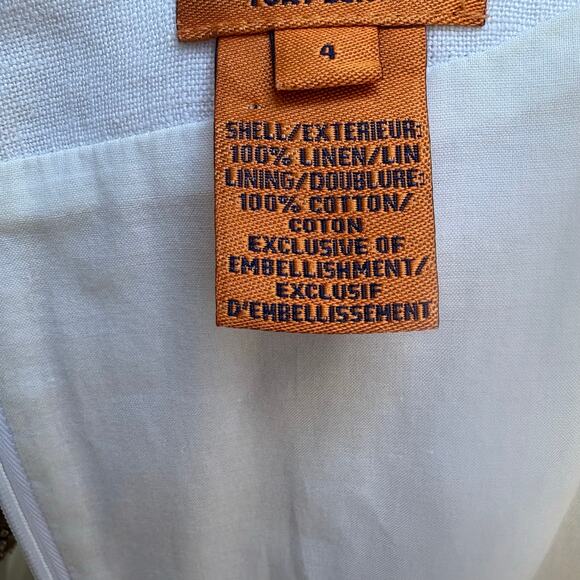 4
SHELL/EXTERIEUR:
100% LINEN/LIN
LINING/DOUBLURE:
100% COTTON/
COTON
EXCLUSIVE OF
EMBELLISHMENT/
EXCLUSIF
D'EMBELLISSEMENT